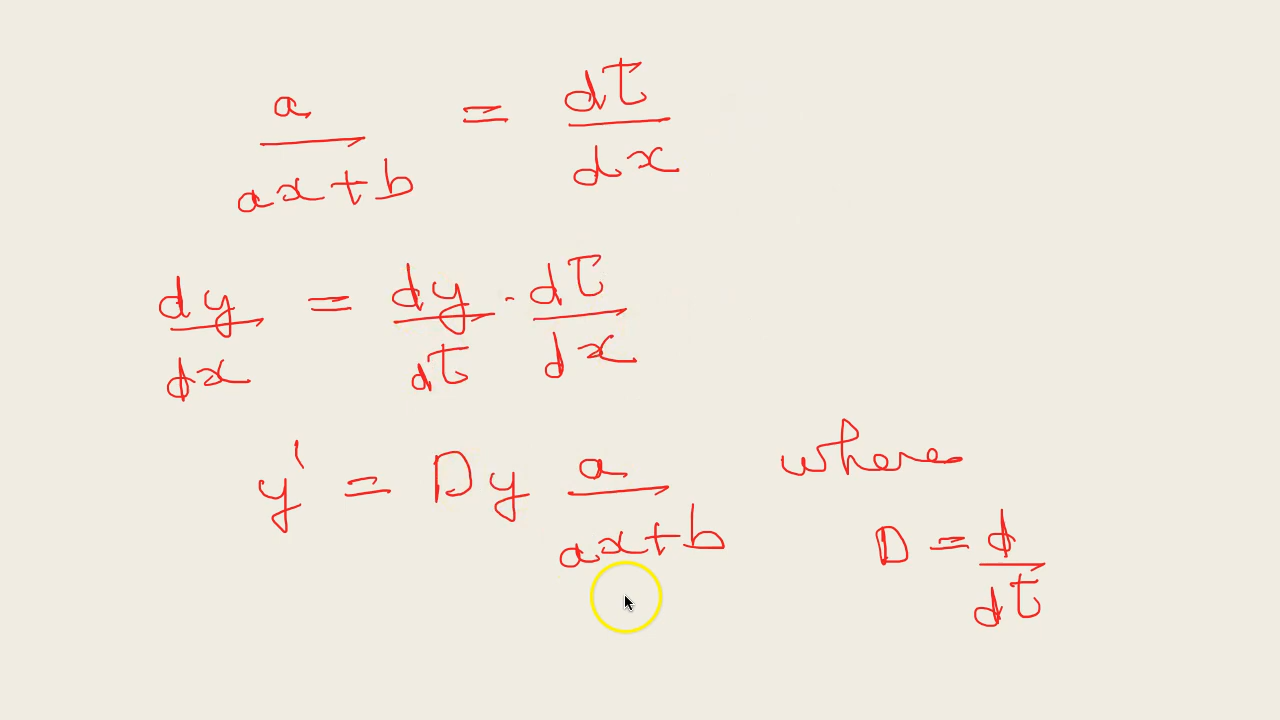 a/(ax+b) = dt/dx
dy/dx = dy/dt · dt/dx
y' = Dy a/(ax+b) where
D = d/dt